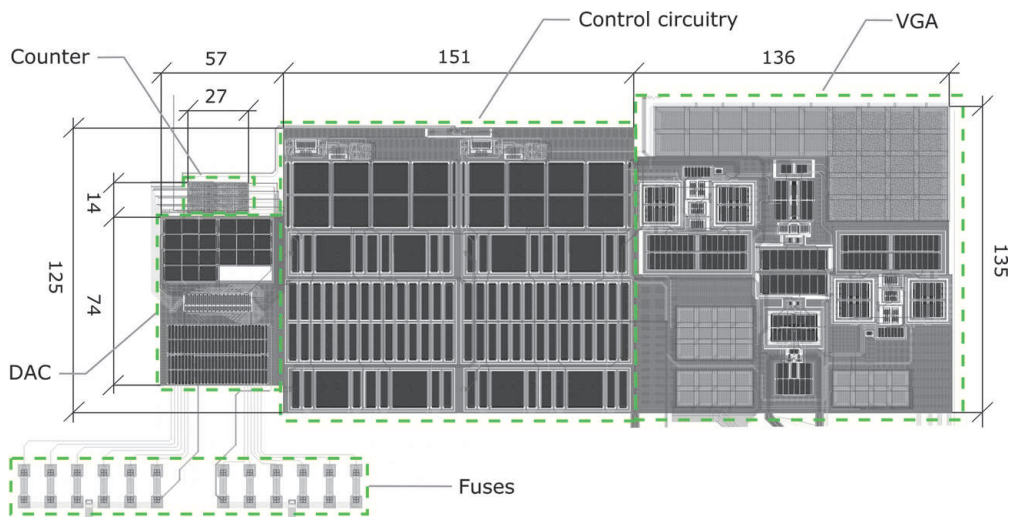 Control circuitry
VGA
Counter
57
151
136
27
14
125
74
135
DAC
Fuses